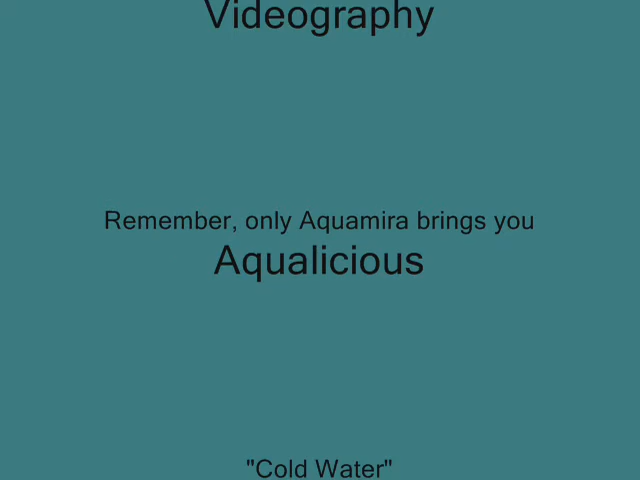 Videography
Remember, only Aquamira brings you
Aqualicious
"Cold Water"